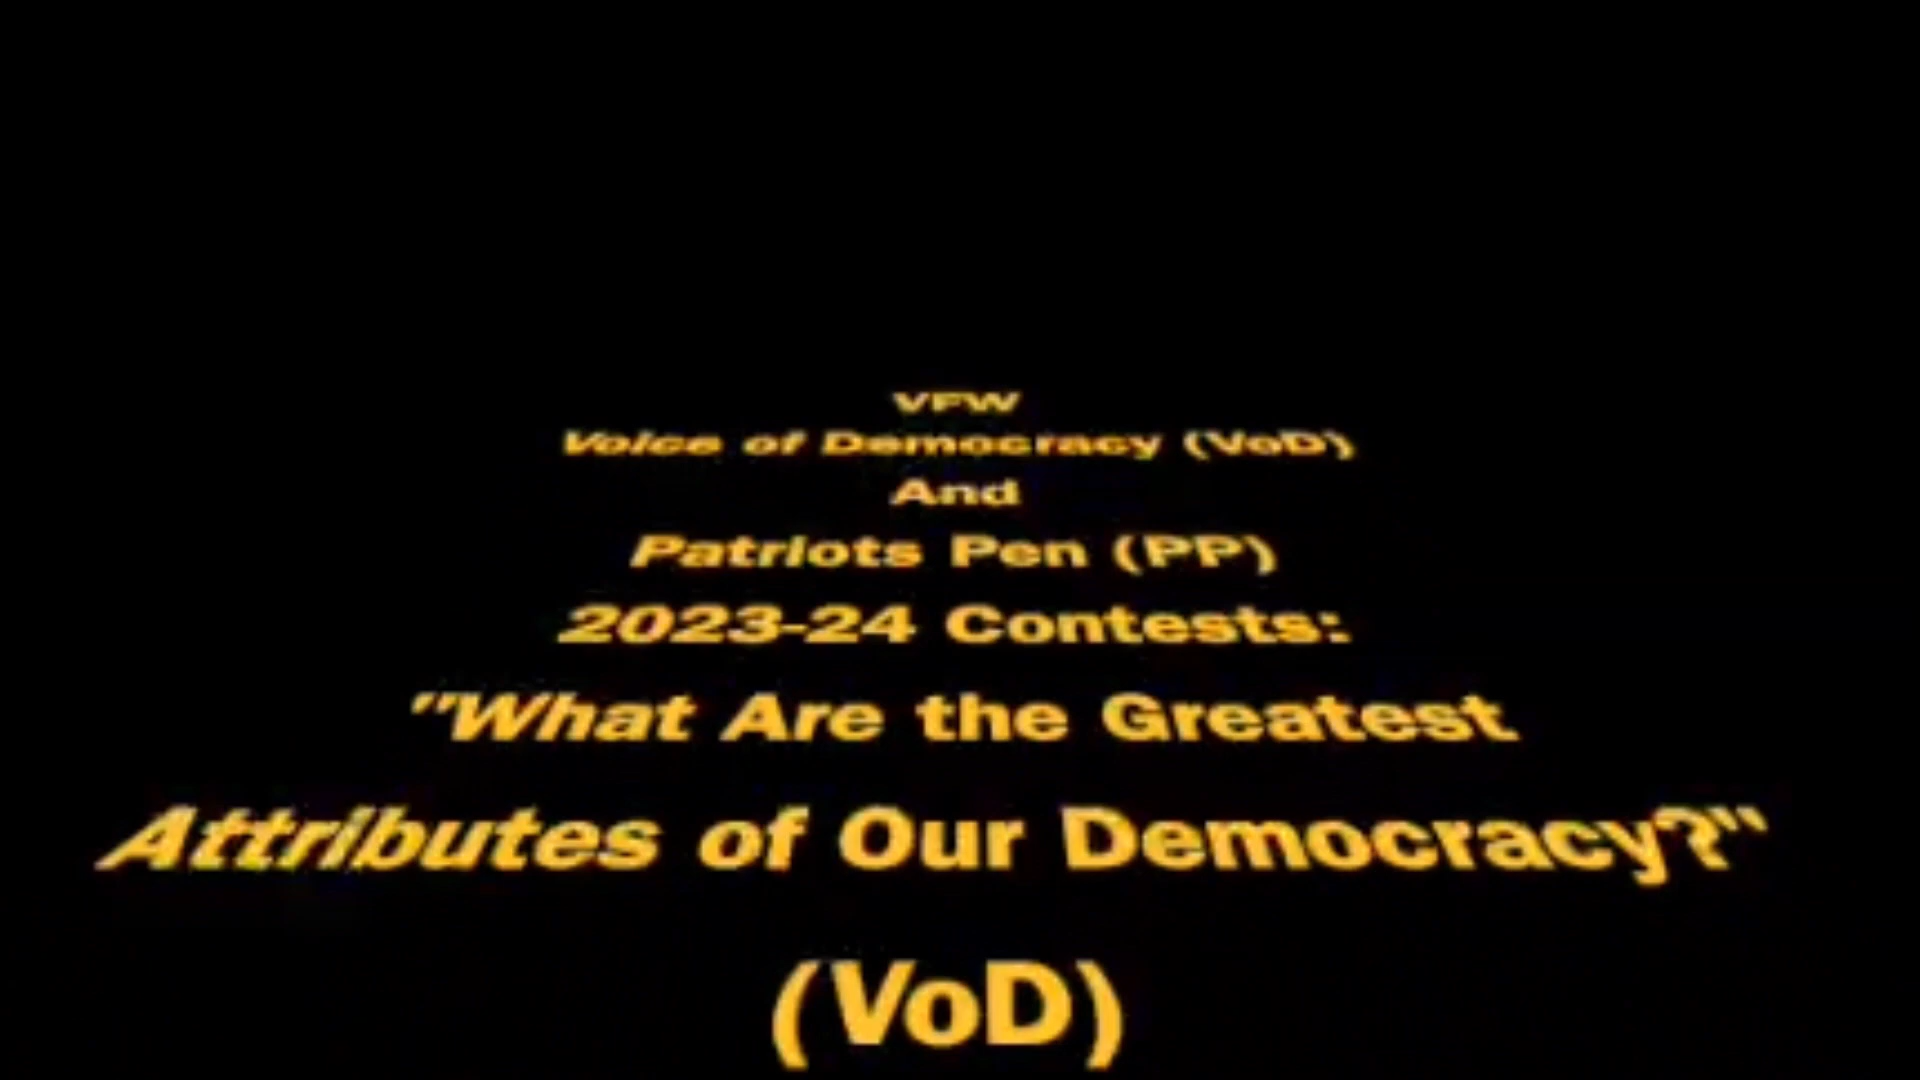 VFW
Voice of Democracy (VoD)
And
Patriots Pen (PP)
2023-24 Contests:
"What Are the Greatest
Attributes of Our Democracy?"
(VoD)